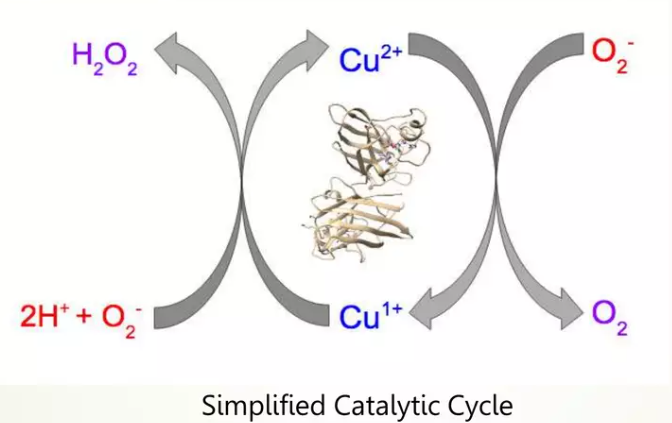 H₂O₂
Cu²⁺
O₂⁻
2H⁺ + O₂⁻
Cu¹⁺
O₂
Simplified Catalytic Cycle